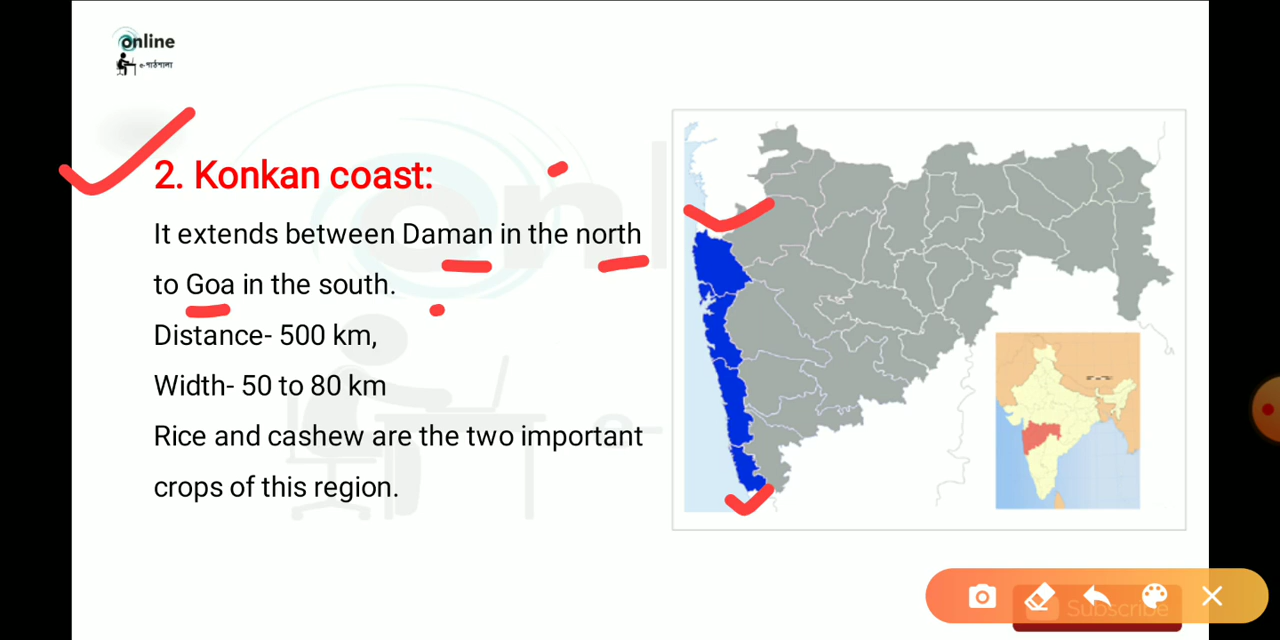 online
e-পাঠশালা
2. Konkan coast:
It extends between Daman in the north
to Goa in the south.
Distance- 500 km,
Width- 50 to 80 km
Rice and cashew are the two important
crops of this region.
Subscribe